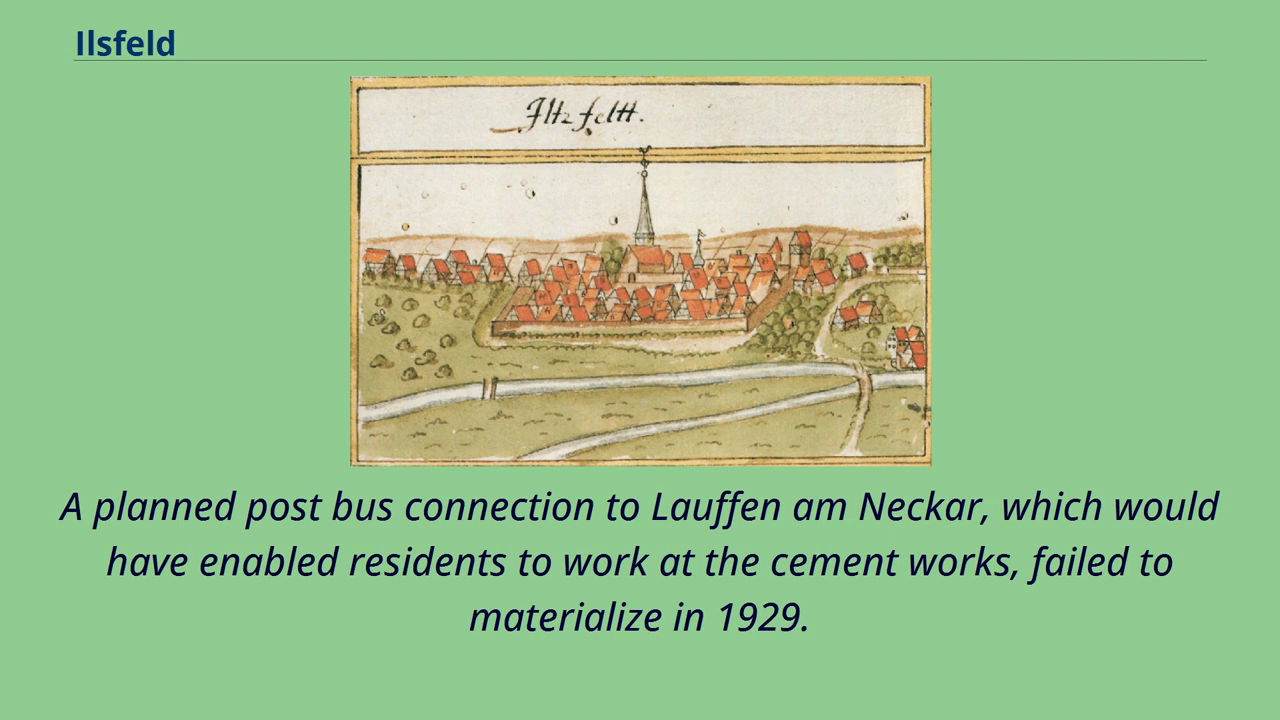 Ilsfeld
Iltzfeltt.
A planned post bus connection to Lauffen am Neckar, which would
have enabled residents to work at the cement works, failed to
materialize in 1929.